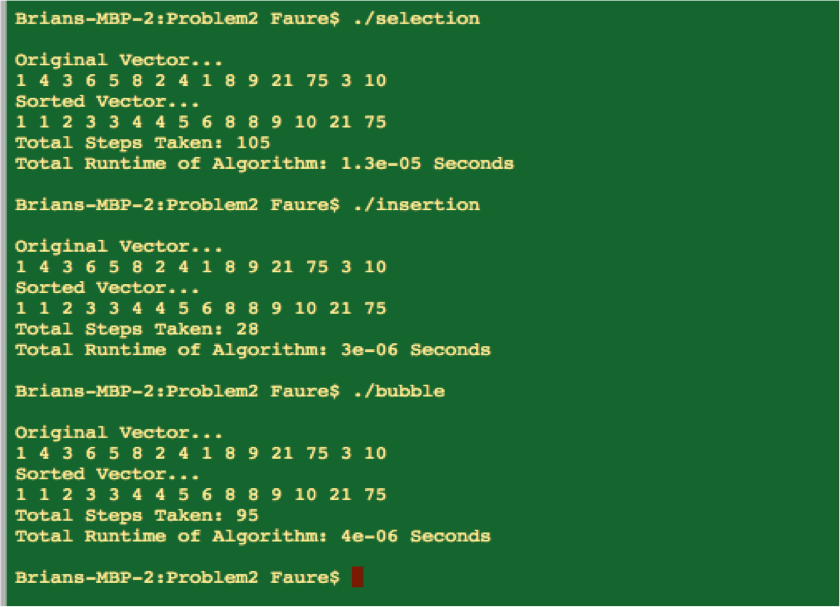 Brians-MBP-2:Problem2 Faure$ ./selection
Original Vector...
1 4 3 6 5 8 2 4 1 8 9 21 75 3 10
Sorted Vector...
1 1 2 3 3 4 4 5 6 8 8 9 10 21 75
Total Steps Taken: 105
Total Runtime of Algorithm: 1.3e-05 Seconds
Brians-MBP-2:Problem2 Faure$ ./insertion
Original Vector...
1 4 3 6 5 8 2 4 1 8 9 21 75 3 10
Sorted Vector...
1 1 2 3 3 4 4 5 6 8 8 9 10 21 75
Total Steps Taken: 28
Total Runtime of Algorithm: 3e-06 Seconds
Brians-MBP-2:Problem2 Faure$ ./bubble
Original Vector...
1 4 3 6 5 8 2 4 1 8 9 21 75 3 10
Sorted Vector...
1 1 2 3 3 4 4 5 6 8 8 9 10 21 75
Total Steps Taken: 95
Total Runtime of Algorithm: 4e-06 Seconds
Brians-MBP-2:Problem2 Faure$